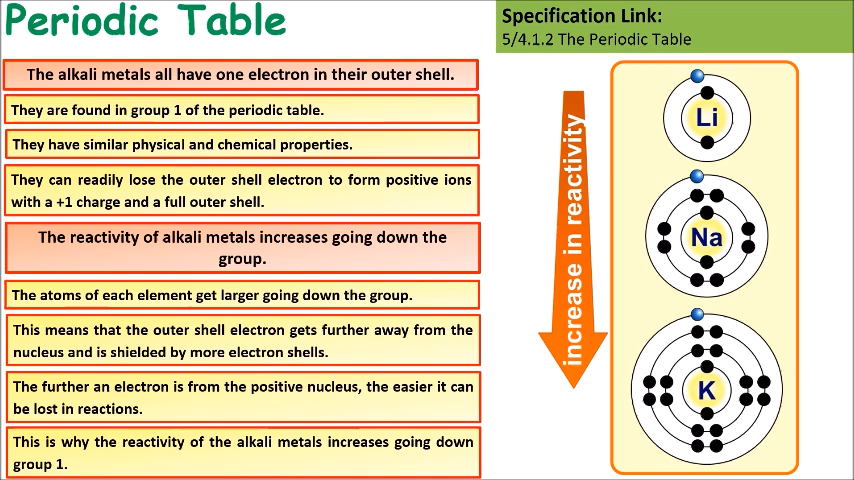 Periodic Table
Specification Link:
5/4.1.2 The Periodic Table
The alkali metals all have one electron in their outer shell.
They are found in group 1 of the periodic table.
They have similar physical and chemical properties.
They can readily lose the outer shell electron to form positive ions
with a +1 charge and a full outer shell.
The reactivity of alkali metals increases going down the
group.
The atoms of each element get larger going down the group.
This means that the outer shell electron gets further away from the
nucleus and is shielded by more electron shells.
The further an electron is from the positive nucleus, the easier it can
be lost in reactions.
This is why the reactivity of the alkali metals increases going down
group 1.
increase in reactivity
Li
Na
K